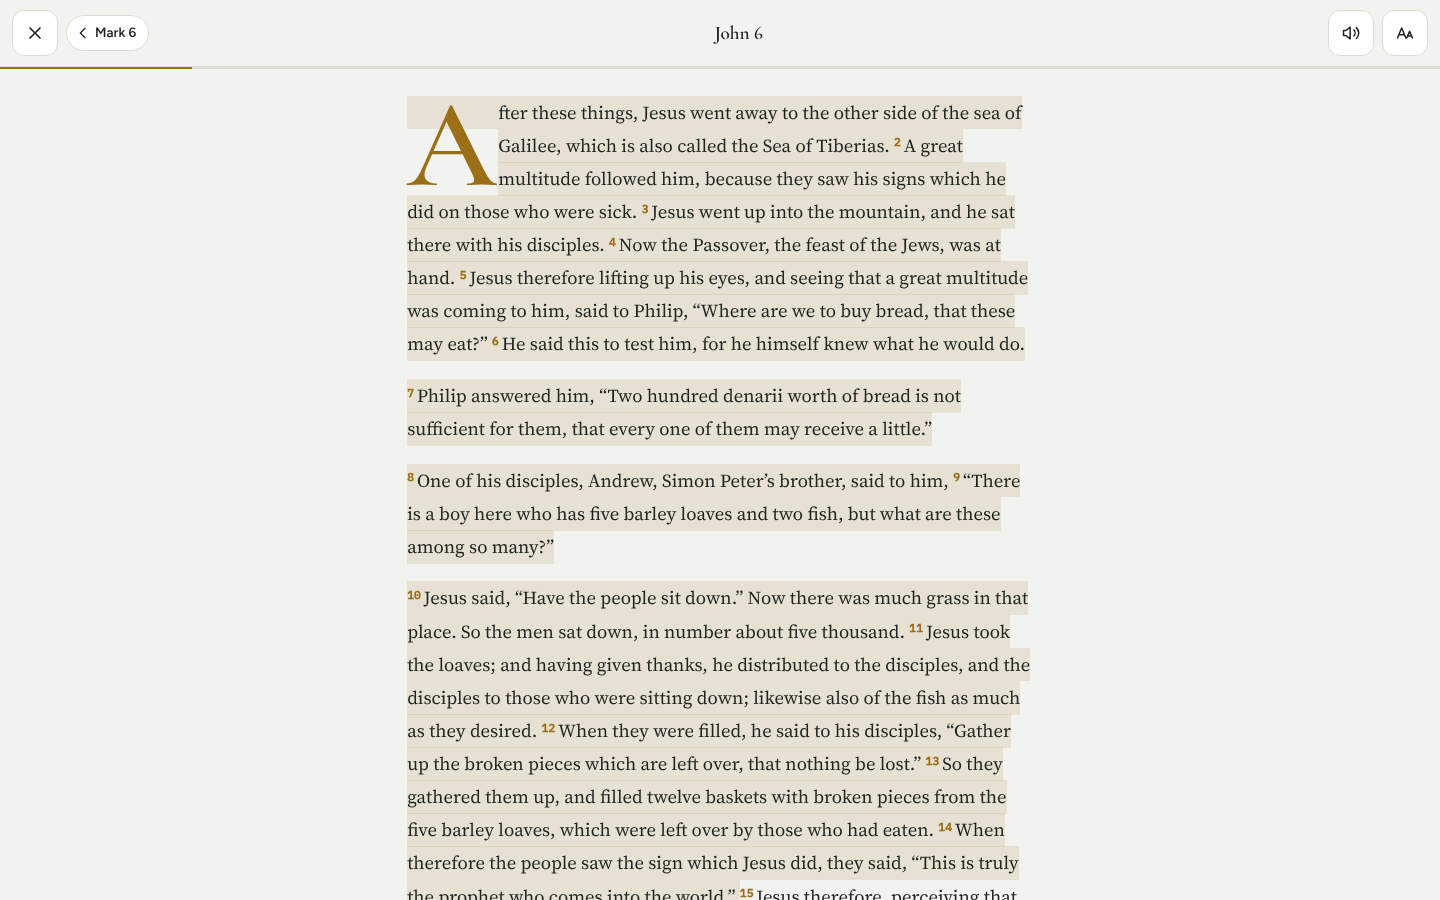 Mark 6
John 6
AA
After these things, Jesus went away to the other side of the sea of
Galilee, which is also called the Sea of Tiberias. 2 A great
multitude followed him, because they saw his signs which he
did on those who were sick. 3 Jesus went up into the mountain, and he sat
there with his disciples. 4 Now the Passover, the feast of the Jews, was at
hand. 5 Jesus therefore lifting up his eyes, and seeing that a great multitude
was coming to him, said to Philip, “Where are we to buy bread, that these
may eat?” 6 He said this to test him, for he himself knew what he would do.
7 Philip answered him, “Two hundred denarii worth of bread is not
sufficient for them, that every one of them may receive a little.”
8 One of his disciples, Andrew, Simon Peter’s brother, said to him, 9 “There
is a boy here who has five barley loaves and two fish, but what are these
among so many?”
10 Jesus said, “Have the people sit down.” Now there was much grass in that
place. So the men sat down, in number about five thousand. 11 Jesus took
the loaves; and having given thanks, he distributed to the disciples, and the
disciples to those who were sitting down; likewise also of the fish as much
as they desired. 12 When they were filled, he said to his disciples, “Gather
up the broken pieces which are left over, that nothing be lost.” 13 So they
gathered them up, and filled twelve baskets with broken pieces from the
five barley loaves, which were left over by those who had eaten. 14 When
therefore the people saw the sign which Jesus did, they said, “This is truly
the prophet who comes into the world.” 15 Jesus therefore, perceiving that